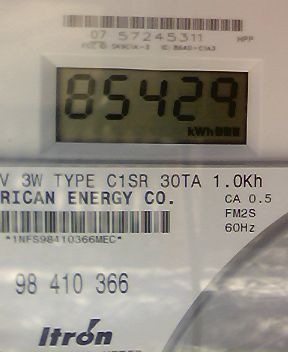 07 57245311
85429
kWh
V 3W TYPE C1SR 30TA 1.0Kh
RICAN ENERGY CO.
CA 0.5
FM2S
60Hz
*1NFS98410366MEC*
98 410 366
Itrón